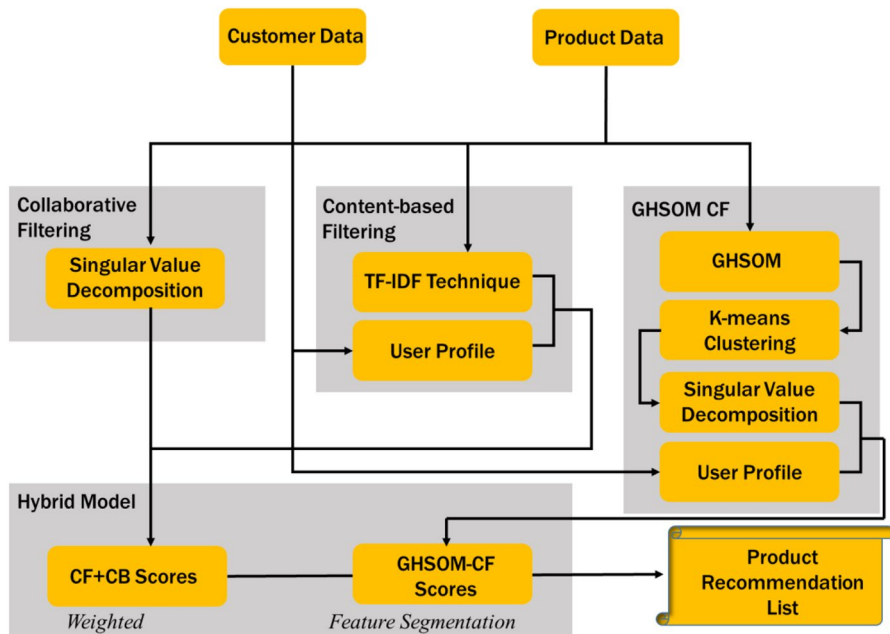 Customer Data
Product Data
Collaborative
Filtering
Singular Value
Decomposition
Content-based
Filtering
TF-IDF Technique
User Profile
GHSOM CF
GHSOM
K-means
Clustering
Singular Value
Decomposition
User Profile
Hybrid Model
CF+CB Scores
Weighted
GHSOM-CF
Scores
Feature Segmentation
Product
Recommendation
List